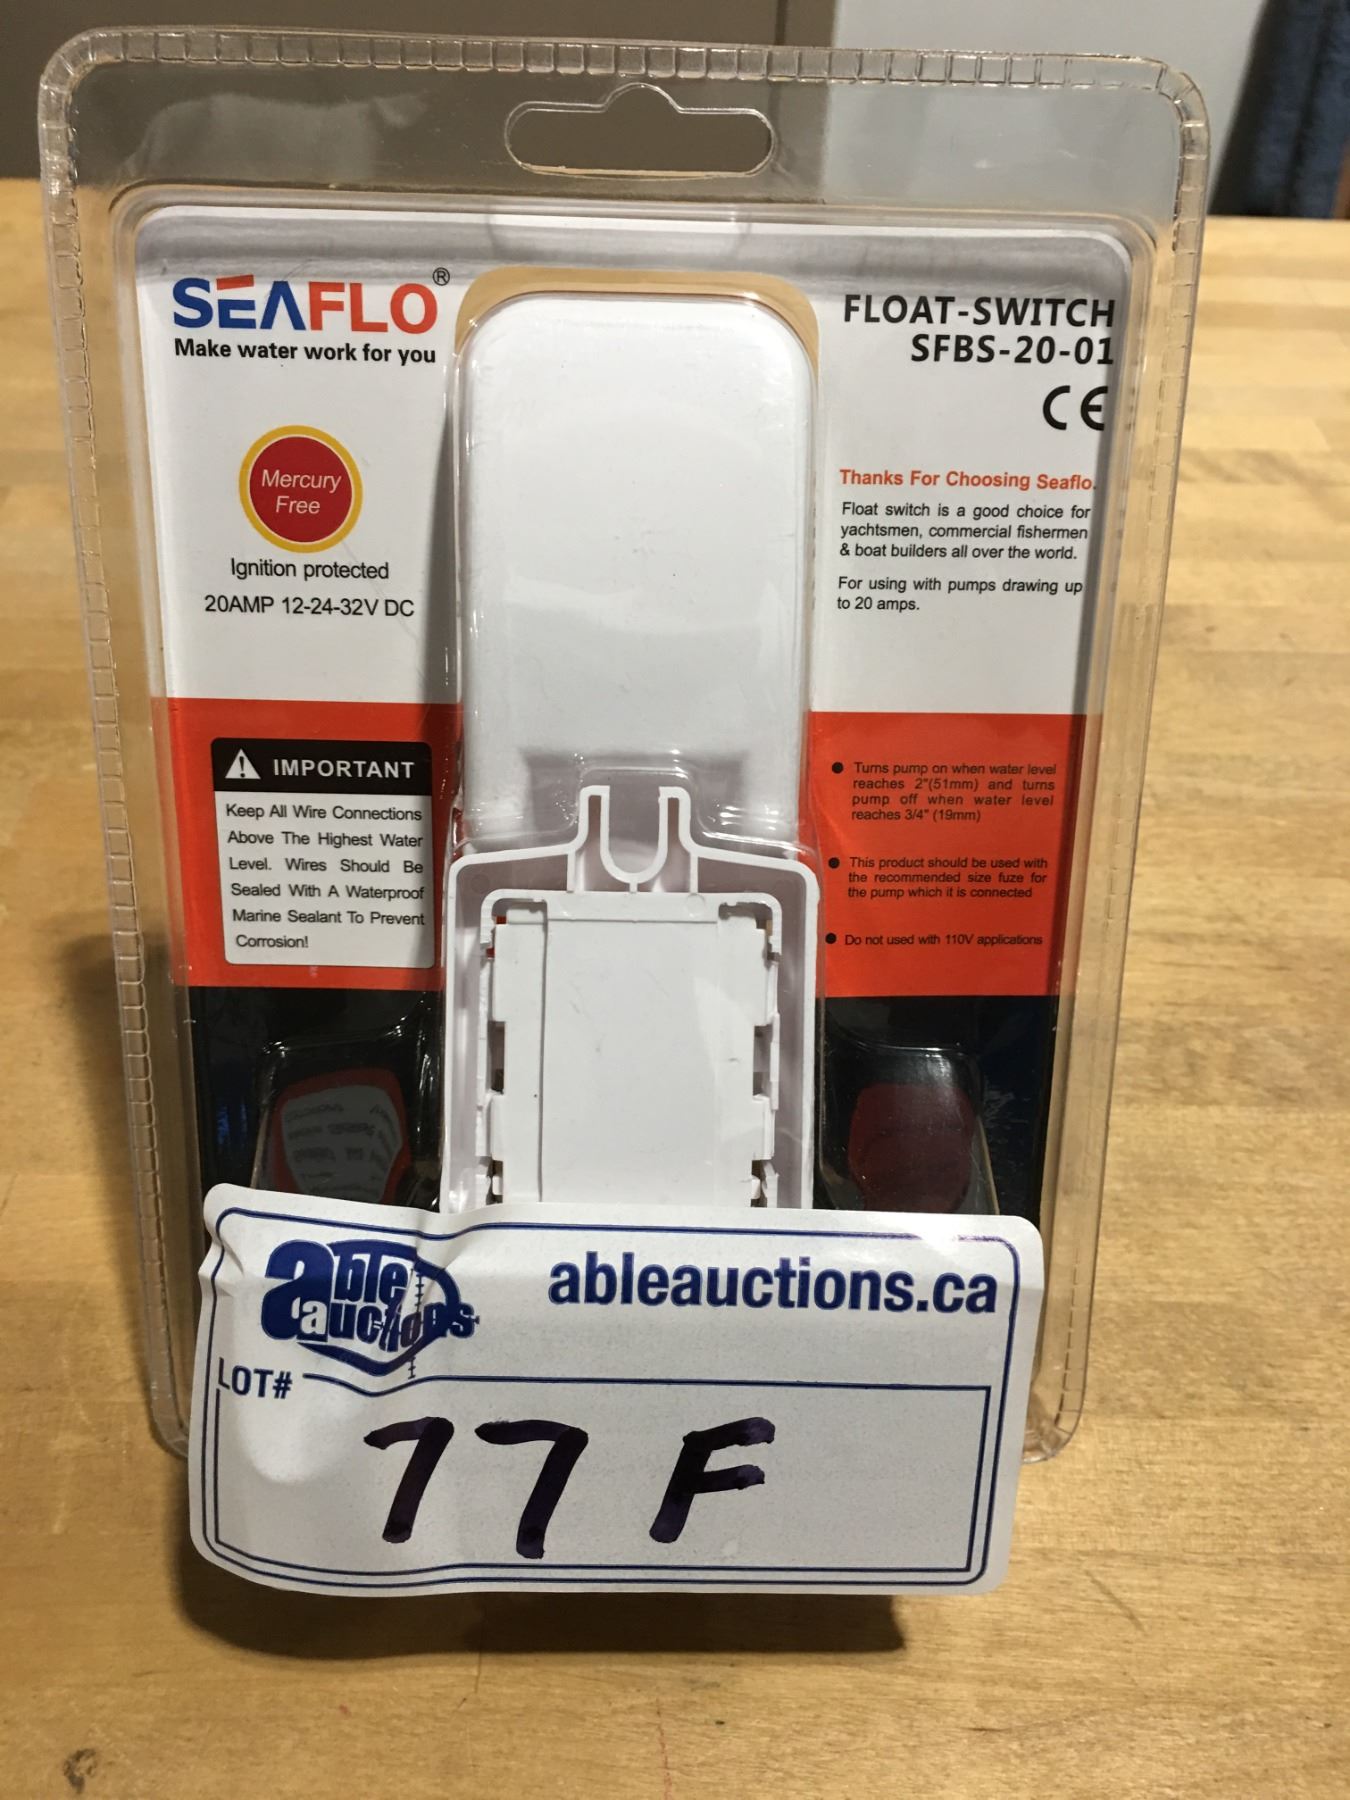 SEAFLO®
Make water work for you
Mercury
Free
Ignition protected
20AMP 12-24-32V DC
IMPORTANT
Keep All Wire Connections
Above The Highest Water
Level. Wires Should Be
Sealed With A Waterproof
Marine Sealant To Prevent
Corrosion!
FLOAT-SWITCH
SFBS-20-01
CE
Thanks For Choosing Seaflo.
Float switch is a good choice for
yachtsmen, commercial fishermen
& boat builders all over the world.
For using with pumps drawing up
to 20 amps.
● Turns pump on when water level
reaches 2"(51mm) and turns
pump off when water level
reaches 3/4" (19mm)
● This product should be used with
the recommended size fuze for
the pump which it is connected
● Do not used with 110V applications
able auctions
ableauctions.ca
LOT#
77F